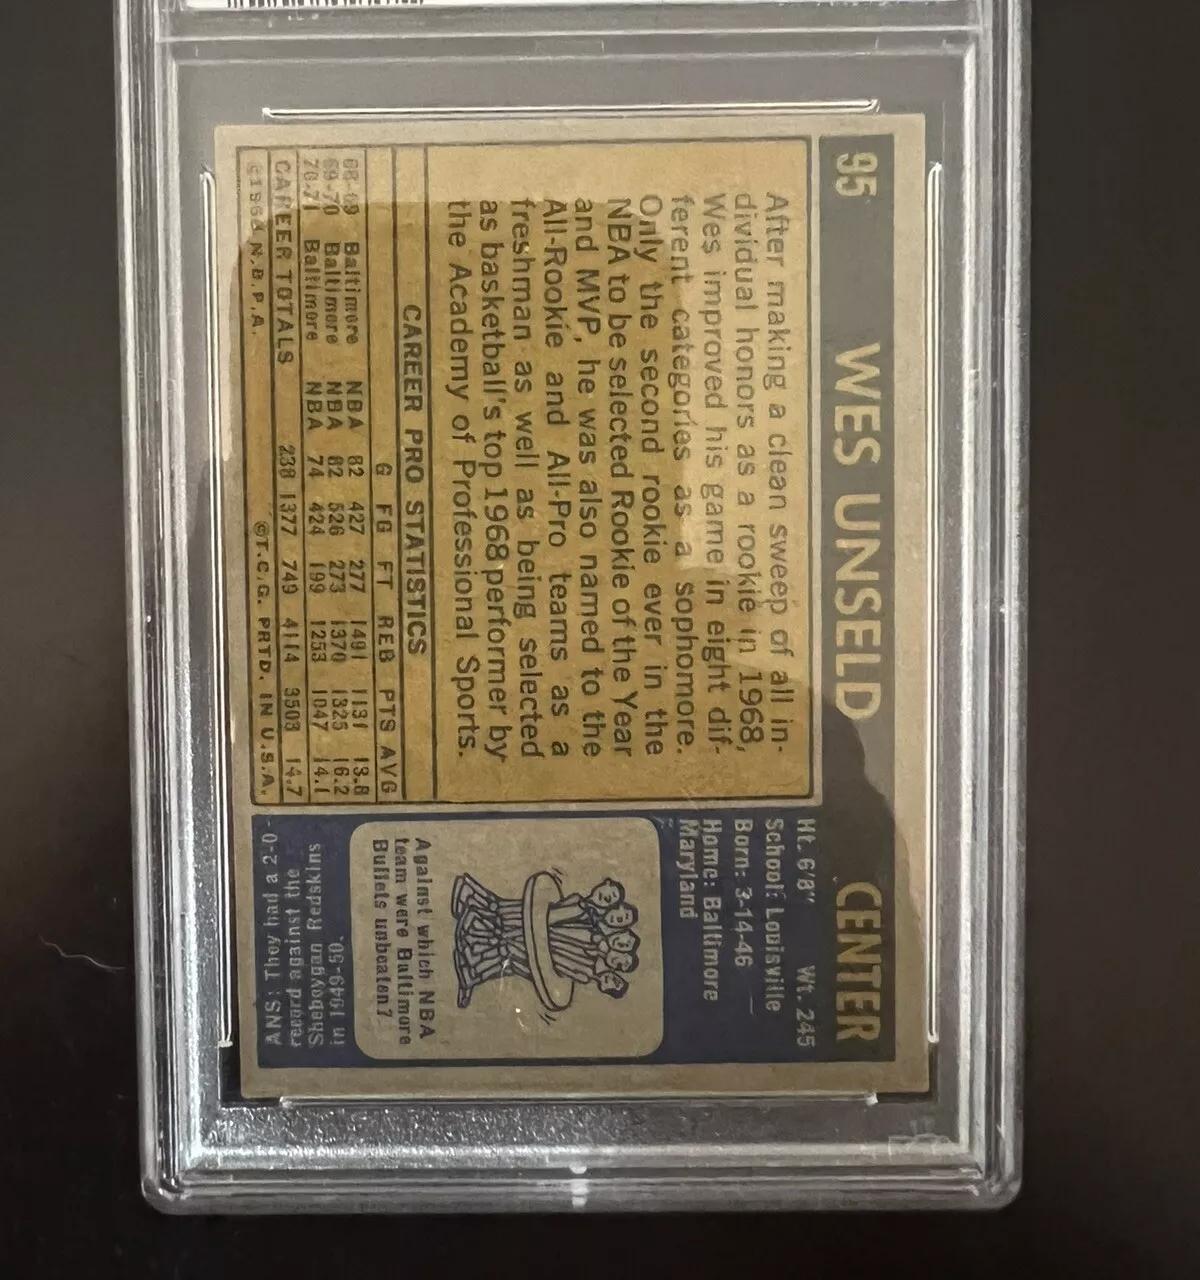 95 WES UNSELD CENTER
After making a clean sweep of all in-
dividual honors as a rookie in 1968,
Wes improved his game in eight dif-
ferent categories as a sophomore.
Only the second rookie ever in the
NBA to be selected Rookie of the Year
and MVP, he was also named to the
All-Rookie and All-Pro teams as a
freshman as well as being selected
as basketball's top 1968 performer by
the Academy of Professional Sports.
CAREER PRO STATISTICS
G FG FT REB PTS AVG
68-69 Baltimore NBA 82 427 277 1491 1131 13.8
69-70 Baltimore NBA 82 526 273 1370 1325 16.2
70-71 Baltimore NBA 74 424 199 1253 1047 14.1
CAREER TOTALS 238 1377 749 4114 3503 14.7
N.B.P.A. ©T.C.G. PRTD. IN U.S.A.
Ht. 6'8" Wt. 245
School: Louisville
Born: 3-14-46
Home: Baltimore
Maryland
Against which NBA
team were Baltimore
Bullets unbeaten?
ANS: They had a 2-0
record against the
Sheboygan Redskins
in 1949-50.